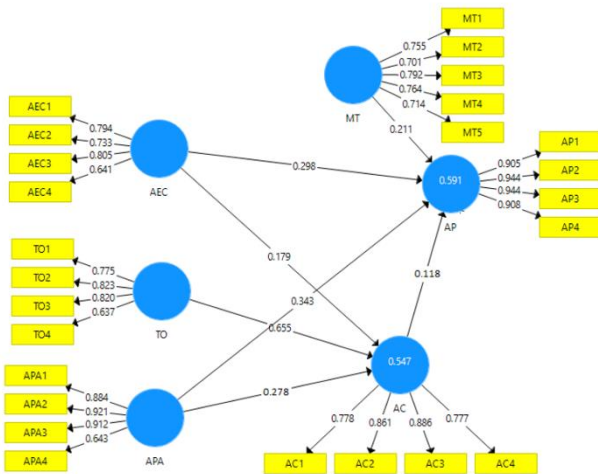 MT1
MT2
MT3
MT4
MT5
0.755
0.701
0.792
0.764
0.714
MT
0.211
AEC1
AEC2
AEC3
AEC4
0.794
0.733
0.805
0.641
AEC
0.298
0.179
AP1
AP2
AP3
AP4
0.905
0.944
0.944
0.908
0.591
AP
0.118
TO1
TO2
TO3
TO4
0.775
0.823
0.820
0.637
TO
0.655
0.343
APA1
APA2
APA3
APA4
0.884
0.921
0.912
0.643
APA
0.278
0.547
AC
0.778
0.861
0.886
0.777
AC1
AC2
AC3
AC4